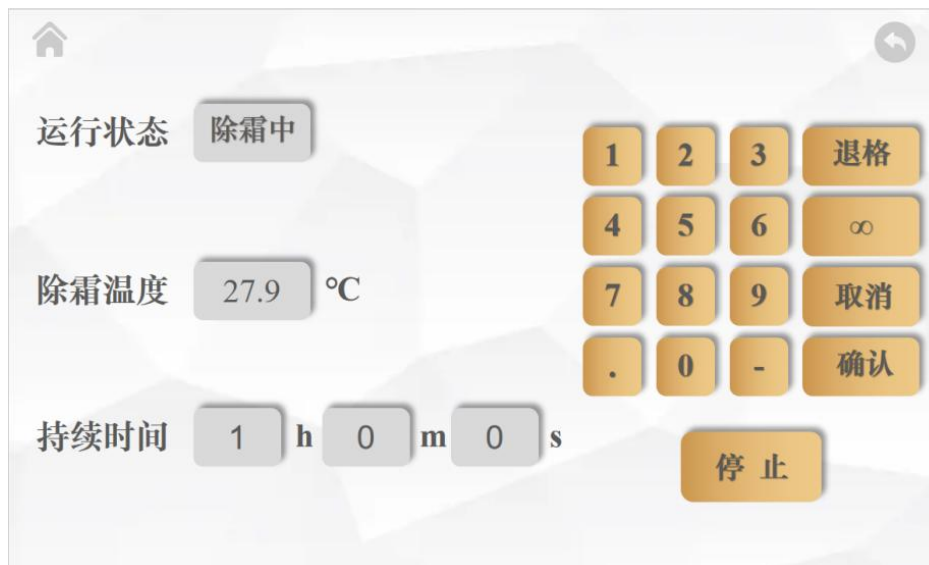 运行状态 除霜中
1 2 3 退格
4 5 6 ∞
除霜温度 27.9 ℃
7 8 9 取消
. 0 - 确认
持续时间 1 h 0 m 0 s
停 止